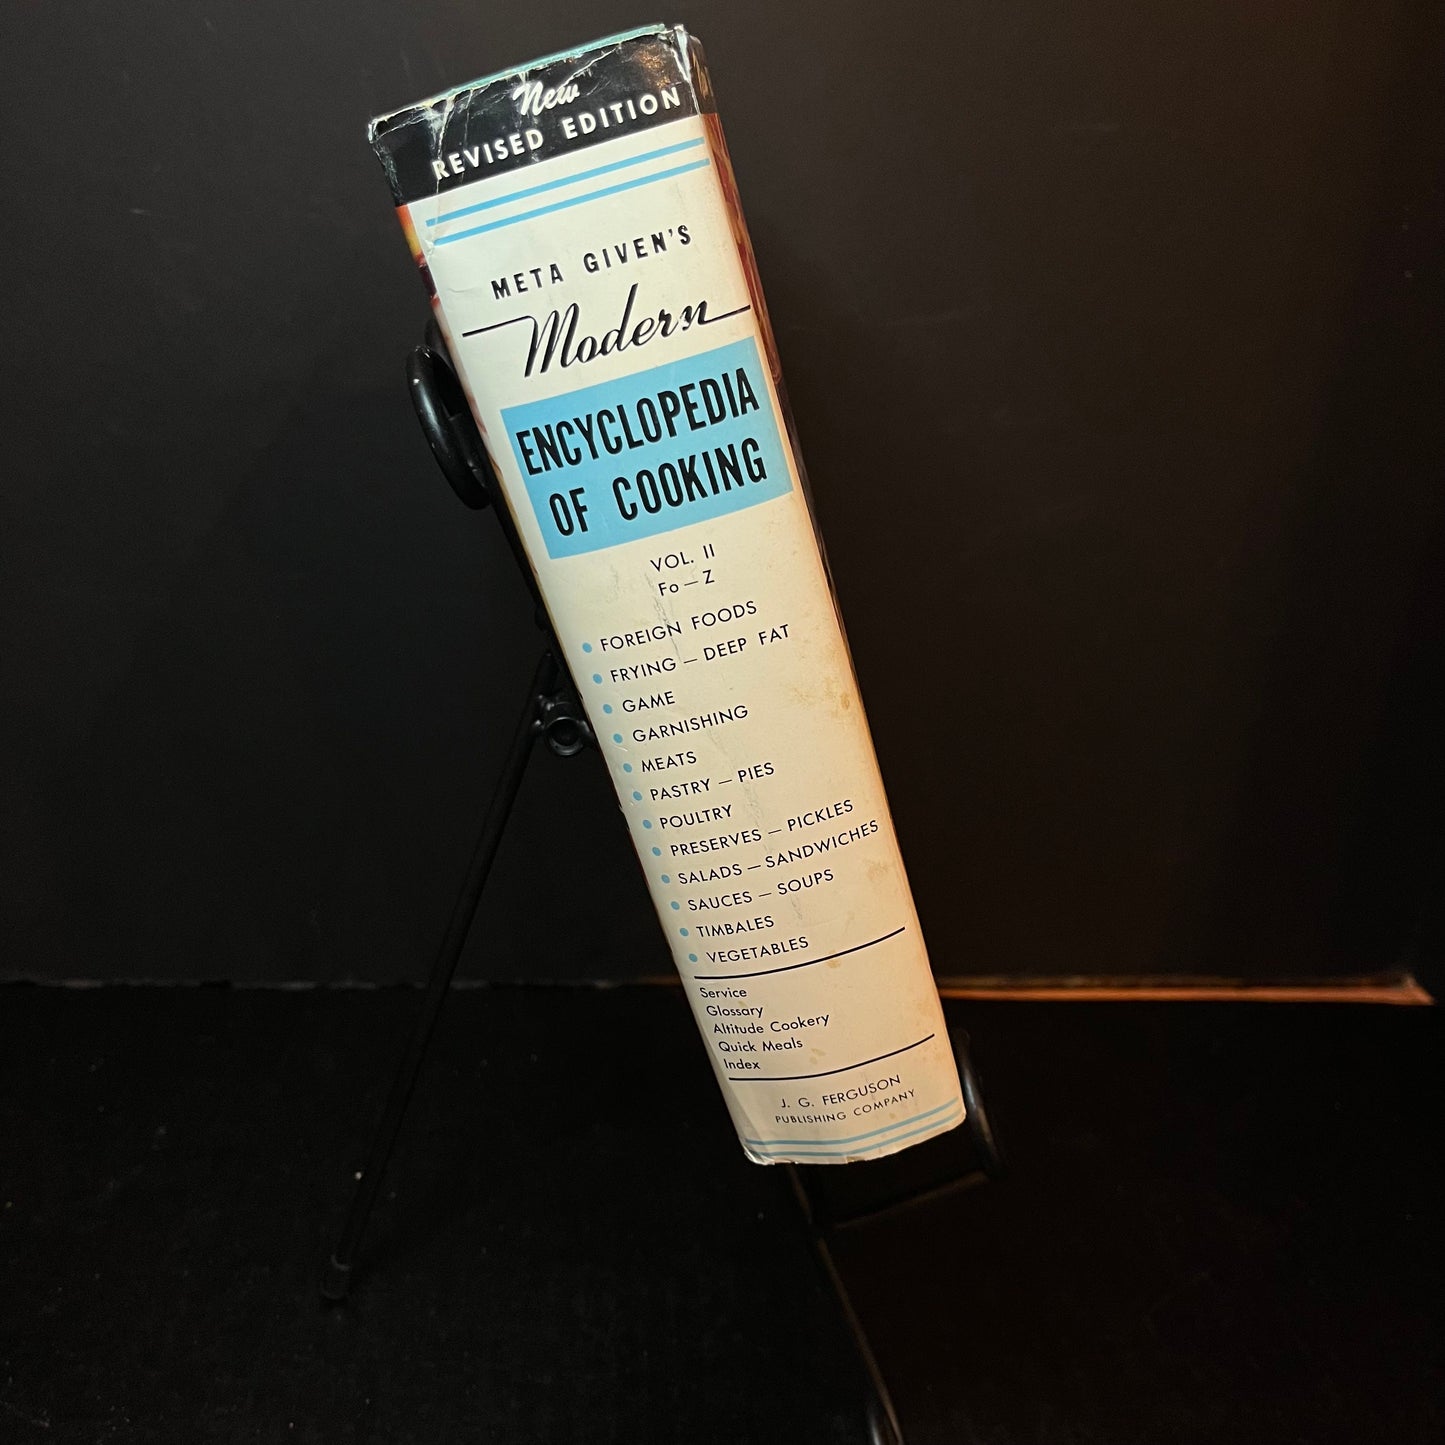 New
REVISED EDITION
META GIVEN'S
Modern
ENCYCLOPEDIA
OF COOKING
VOL. II
Fo – Z
• FOREIGN FOODS
• FRYING – DEEP FAT
• GAME
• GARNISHING
• MEATS
• PASTRY – PIES
• POULTRY
• PRESERVES – PICKLES
• SALADS – SANDWICHES
• SAUCES – SOUPS
• TIMBALES
• VEGETABLES
Service
Glossary
Altitude Cookery
Quick Meals
Index
J. G. FERGUSON
PUBLISHING COMPANY